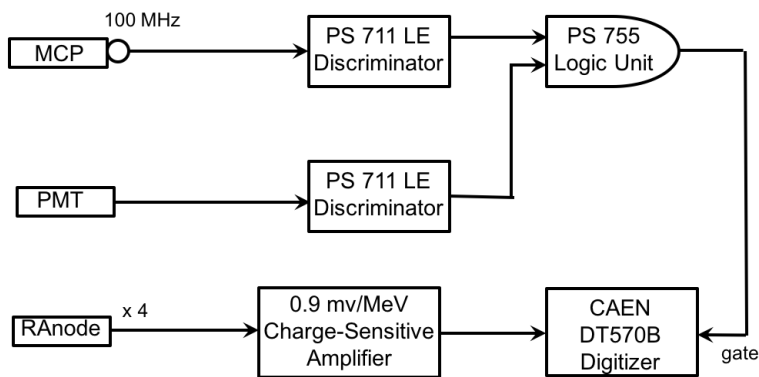 100 MHz
MCP
PS 711 LE
Discriminator
PS 755
Logic Unit
PMT
PS 711 LE
Discriminator
RAnode
x 4
0.9 mv/MeV
Charge-Sensitive
Amplifier
CAEN
DT570B
Digitizer
gate